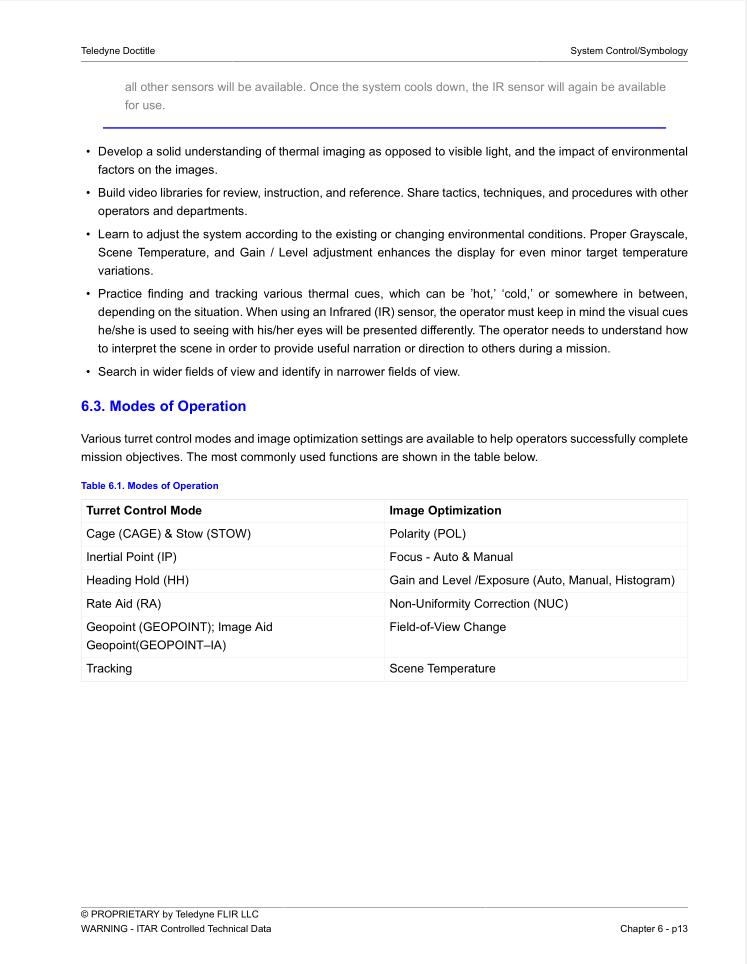 Teledyne Doctitle
System Control/Symbology
all other sensors will be available. Once the system cools down, the IR sensor will again be available
for use.
• Develop a solid understanding of thermal imaging as opposed to visible light, and the impact of environmental
factors on the images.
• Build video libraries for review, instruction, and reference. Share tactics, techniques, and procedures with other
operators and departments.
• Learn to adjust the system according to the existing or changing environmental conditions. Proper Grayscale,
Scene Temperature, and Gain / Level adjustment enhances the display for even minor target temperature
variations.
• Practice finding and tracking various thermal cues, which can be ’hot,’ ‘cold,’ or somewhere in between,
depending on the situation. When using an Infrared (IR) sensor, the operator must keep in mind the visual cues
he/she is used to seeing with his/her eyes will be presented differently. The operator needs to understand how
to interpret the scene in order to provide useful narration or direction to others during a mission.
• Search in wider fields of view and identify in narrower fields of view.
6.3. Modes of Operation
Various turret control modes and image optimization settings are available to help operators successfully complete
mission objectives. The most commonly used functions are shown in the table below.
Table 6.1. Modes of Operation
Turret Control Mode
Image Optimization
Cage (CAGE) & Stow (STOW)
Polarity (POL)
Inertial Point (IP)
Focus - Auto & Manual
Heading Hold (HH)
Gain and Level /Exposure (Auto, Manual, Histogram)
Rate Aid (RA)
Non-Uniformity Correction (NUC)
Geopoint (GEOPOINT); Image Aid
Geopoint(GEOPOINT–IA)
Field-of-View Change
Tracking
Scene Temperature
© PROPRIETARY by Teledyne FLIR LLC
WARNING - ITAR Controlled Technical Data
Chapter 6 - p13